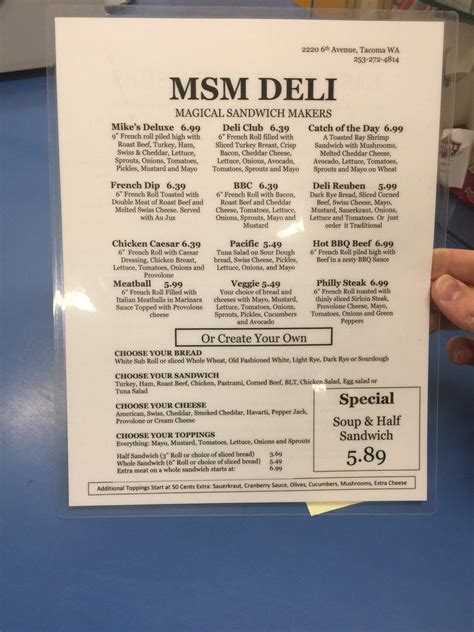 2220 6th Avenue, Tacoma WA
253-272-4814
MSM DELI
MAGICAL SANDWICH MAKERS
Mike's Deluxe 6.99
9" French roll piled high with
Roast Beef, Turkey, Ham,
Swiss & Cheddar, Lettuce,
Sprouts, Onions, Tomatoes,
Pickles, Mustard and Mayo
Deli Club 6.39
6" French Roll filled with
Sliced Turkey Breast, Crisp
Bacon, Cheddar Cheese,
Lettuce, Onions, Avocado,
Tomatoes, Sprouts and Mayo
Catch of the Day 6.99
A Toasted Bay Shrimp
Sandwich with Mushrooms,
Melted Cheddar Cheese,
Avocado, Lettuce, Tomatoes,
Sprouts and Mayo on Wheat
French Dip 6.39
6" French Roll Toasted with
Double Meat of Roast Beef and
Melted Swiss Cheese. Served
with Au Jus
BBC 6.39
6" French Roll with Bacon,
Roast Breast of Turkey and
Cheddar Cheese, Tomatoes,
Lettuce, Onions, Mustard
and Mayo
Deli Reuben 5.99
Dark Rye Bread, Sliced Corned
Beef, Swiss Cheese, Mayo,
Mustard, Sauerkraut, Onions,
Lettuce and Tomatoes - Or just
order it Traditional
Chicken Caesar 6.39
6" French Roll with Caesar
Dressing, Chicken Breast,
Lettuce, Tomatoes, Onions and
Provolone
Pacific 5.49
Tuna Salad on Sour Dough
bread, Swiss Cheese, Pickles,
Lettuce, Onions, and Mayo
Hot BBQ Beef 6.99
6" French Roll piled high with
Beef in a zesty BBQ Sauce
Meatball 5.99
6" French Roll Filled with
Italian Meatballs in Marinara
Sauce Topped with Provolone
cheese
Veggie 5.49
Your choice of bread and
cheeses with Mayo, Mustard,
Lettuce, Tomatoes, Onions,
Sprouts, Pickles, Cucumbers
and Avocado
Philly Steak 6.99
6" French Roll toasted with
thinly sliced Sirloin Steak,
Provolone Cheese, Mayo,
Tomatoes, Onions and Green
Peppers
Or Create Your Own
CHOOSE YOUR BREAD
White Sub Roll or sliced Whole Wheat, Old Fashioned White, Light Rye, Dark Rye or Sourdough
CHOOSE YOUR SANDWICH
Turkey, Ham, Roast Beef, Chicken, Pastrami, Corned Beef, BLT, Chicken Salad, Egg salad or
Tuna Salad
CHOOSE YOUR CHEESE
American, Swiss, Cheddar, Smoked Cheddar, Havarti, Pepper Jack,
Provolone or Cream Cheese
CHOOSE YOUR TOPPINGS
Everything: Mayo, Mustard, Tomatoes, Lettuce, Onions and Sprouts
Half Sandwich (3" Roll or choice of sliced bread) 3.69
Whole Sandwich (6" Roll or choice of sliced bread) 5.49
Extra meat on a whole sandwich starts at: 6.99
Special
Soup & Half
Sandwich
5.89
Additional Toppings Start at 50 Cents Extra: Sauerkraut, Cranberry Sauce, Olives, Cucumbers, Mushrooms, Extra Cheese